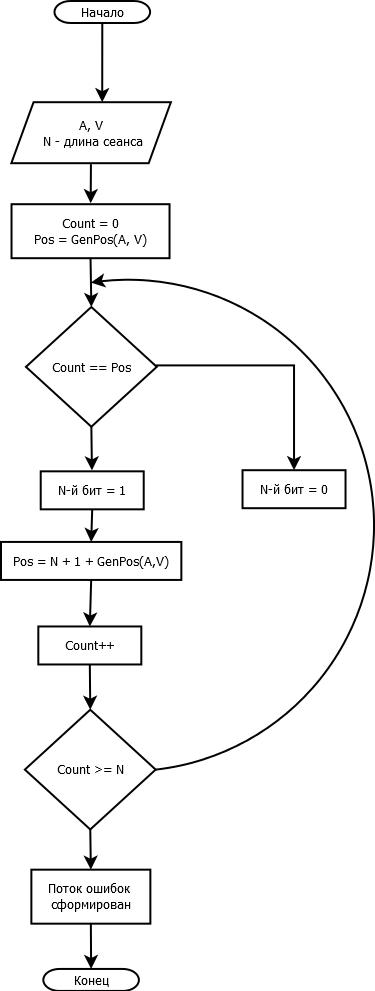 Начало
A, V
N - длина сеанса
Count = 0
Pos = GenPos(A, V)
Count == Pos
N-й бит = 1
N-й бит = 0
Pos = N + 1 + GenPos(A,V)
Count++
Count >= N
Поток ошибок
сформирован
Конец